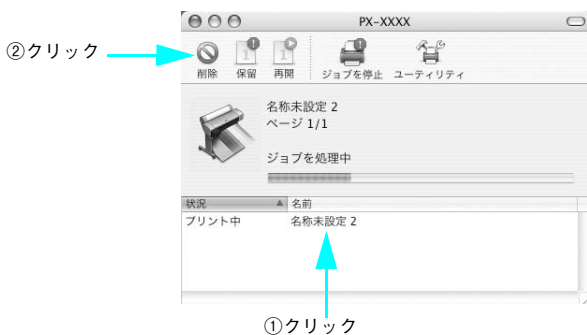 PX-XXXX
②クリック
削除 保留 再開 ジョブを停止 ユーティリティ
名称未設定 2
ページ 1/1
ジョブを処理中
状況 名前
プリント中 名称未設定 2
①クリック